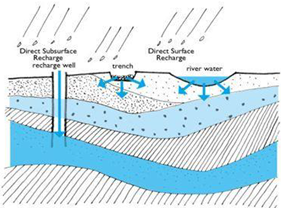 Direct Subsurface
Recharge
recharge well
trench
Direct Surface
Recharge
river water